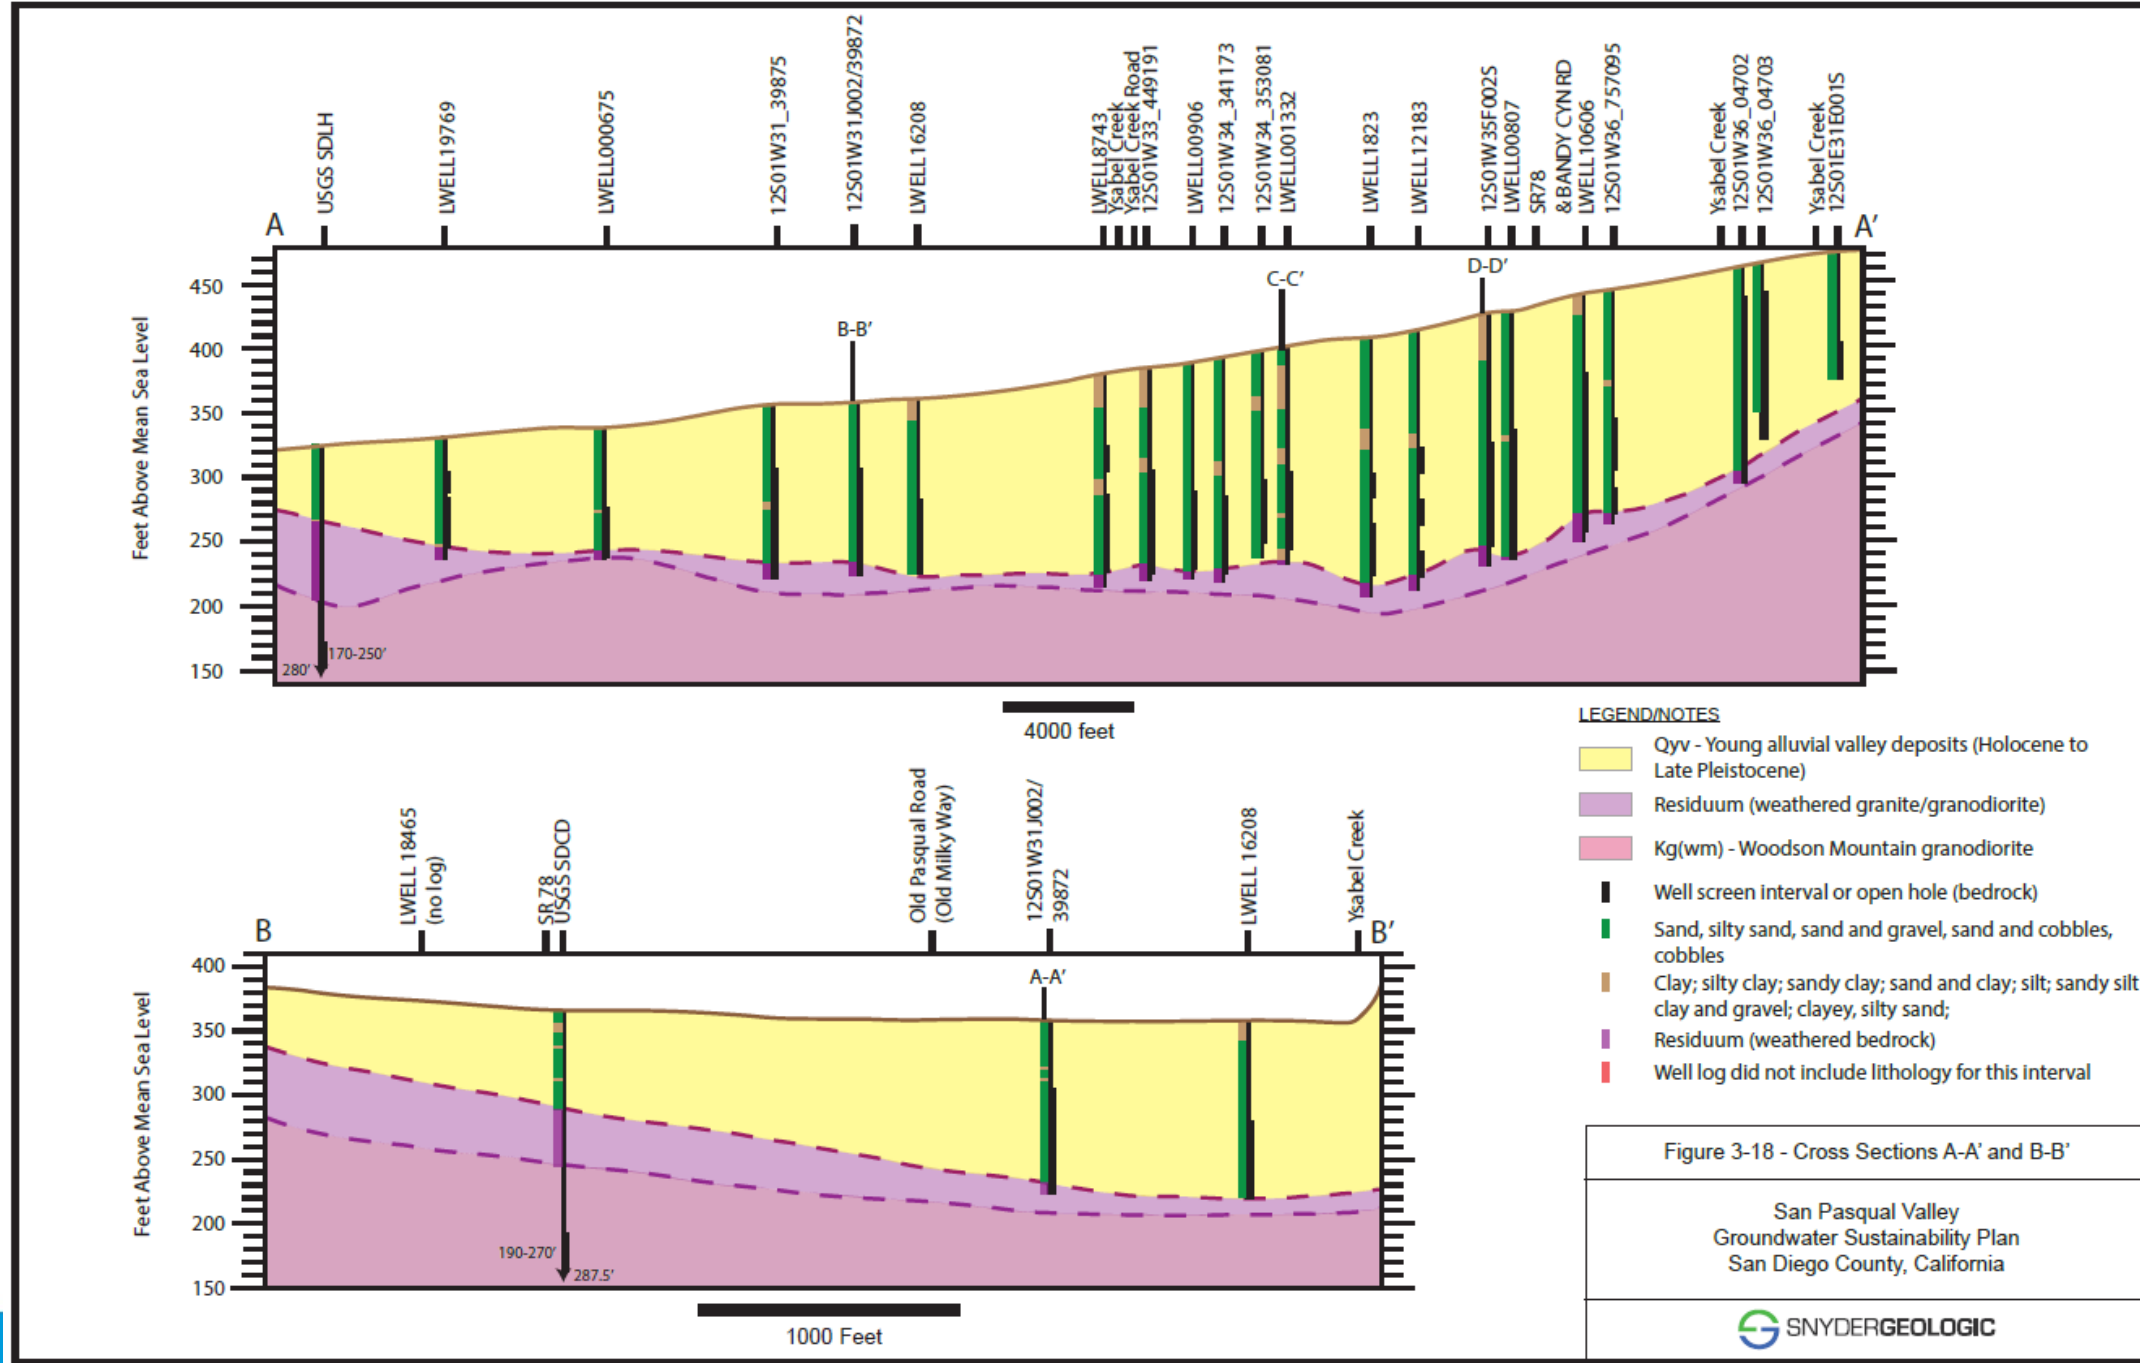 USGS SDLH
LWELL19769
LWELL000675
12S01W31_39875
12S01W31J002/39872
LWELL16208
LWELL8743
Ysabel Creek
Ysabel Creek Road
12S01W33_449191
LWELL00906
12S01W34_341173
12S01W34_353081
LWELL001332
LWELL1823
LWELL12183
12S01W35F002S
LWELL00807
SR78
& BANDY CYN RD
LWELL10606
12S01W36_757095
Ysabel Creek
12S01W36_04702
12S01W36_04703
Ysabel Creek
12S01E31E001S
A
A'
B-B'
C-C'
D-D'
Feet Above Mean Sea Level
450
400
350
300
250
200
150
280'
170-250'
4000 feet
LEGEND/NOTES
Qyv - Young alluvial valley deposits (Holocene to
Late Pleistocene)
Residuum (weathered granite/granodiorite)
Kg(wm) - Woodson Mountain granodiorite
Well screen interval or open hole (bedrock)
Sand, silty sand, sand and gravel, sand and cobbles,
cobbles
Clay; silty clay; sandy clay; sand and clay; silt; sandy silt
clay and gravel; clayey, silty sand;
Residuum (weathered bedrock)
Well log did not include lithology for this interval
LWELL 18465
(no log)
SR 78
USGS SDCD
Old Pasqual Road
(Old Milky Way)
12S01W31J002/
39872
LWELL 16208
Ysabel Creek
B
B'
A-A'
Feet Above Mean Sea Level
400
350
300
250
200
150
190-270'
287.5'
1000 Feet
Figure 3-18 - Cross Sections A-A' and B-B'
San Pasqual Valley
Groundwater Sustainability Plan
San Diego County, California
SNYDERGEOLOGIC